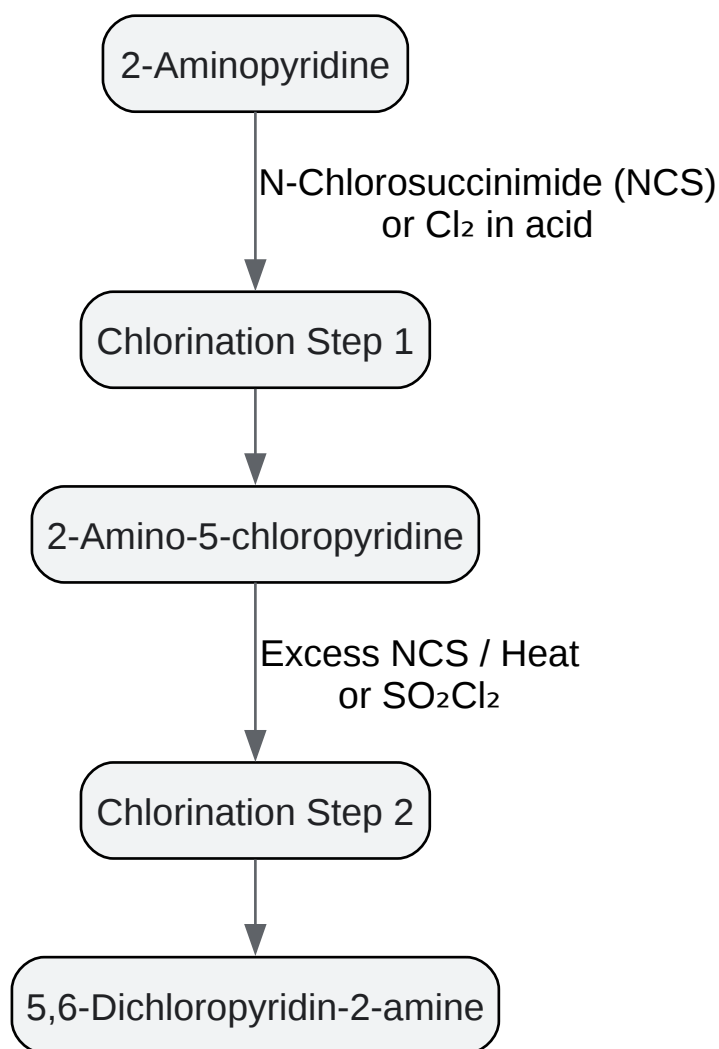 2-Aminopyridine
N-Chlorosuccinimide (NCS)
or Cl₂ in acid
Chlorination Step 1
2-Amino-5-chloropyridine
Excess NCS / Heat
or SO₂Cl₂
Chlorination Step 2
5,6-Dichloropyridin-2-amine